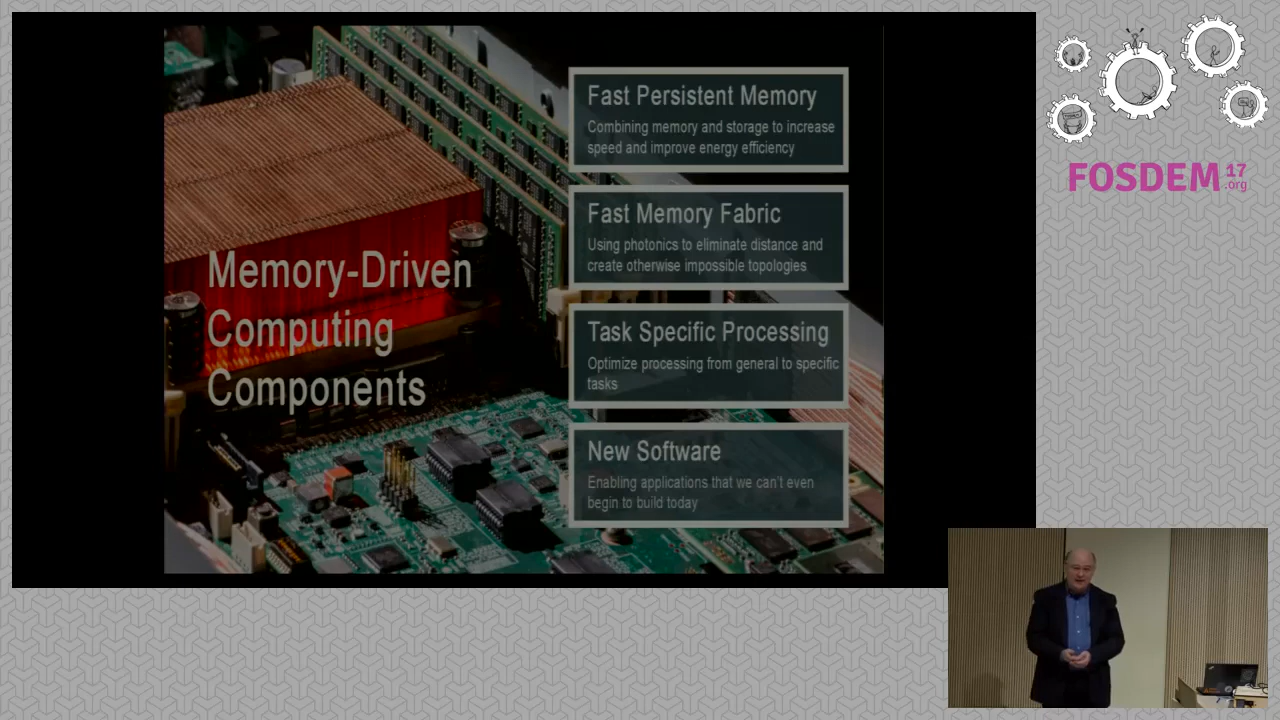 Memory-Driven
Computing
Components
Fast Persistent Memory
Combining memory and storage to increase
speed and improve energy efficiency
Fast Memory Fabric
Using photonics to eliminate distance and
create otherwise impossible topologies
Task Specific Processing
Optimize processing from general to specific
tasks
New Software
Enabling applications that we can't even
begin to build today
FOSDEM 17
.org